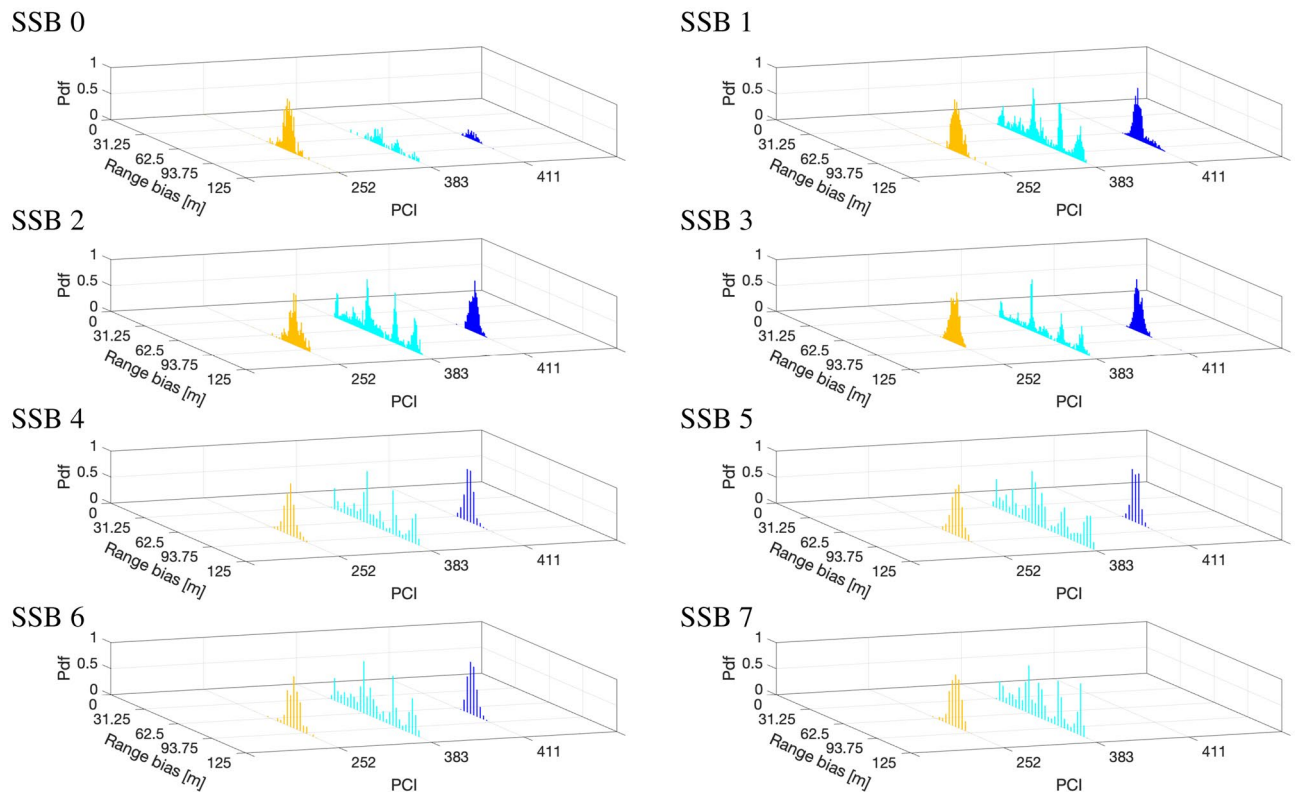 SSB 0
1
0.5
0
Pdf
0
31.25
62.5
93.75
125
Range bias [m]
252
383
411
PCI
SSB 1
1
0.5
0
Pdf
0
31.25
62.5
93.75
125
Range bias [m]
252
383
411
PCI
SSB 2
1
0.5
0
Pdf
0
31.25
62.5
93.75
125
Range bias [m]
252
383
411
PCI
SSB 3
1
0.5
0
Pdf
0
31.25
62.5
93.75
125
Range bias [m]
252
383
411
PCI
SSB 4
1
0.5
0
Pdf
0
31.25
62.5
93.75
125
Range bias [m]
252
383
411
PCI
SSB 5
1
0.5
0
Pdf
0
31.25
62.5
93.75
125
Range bias [m]
252
383
411
PCI
SSB 6
1
0.5
0
Pdf
0
31.25
62.5
93.75
125
Range bias [m]
252
383
411
PCI
SSB 7
1
0.5
0
Pdf
0
31.25
62.5
93.75
125
Range bias [m]
252
383
411
PCI